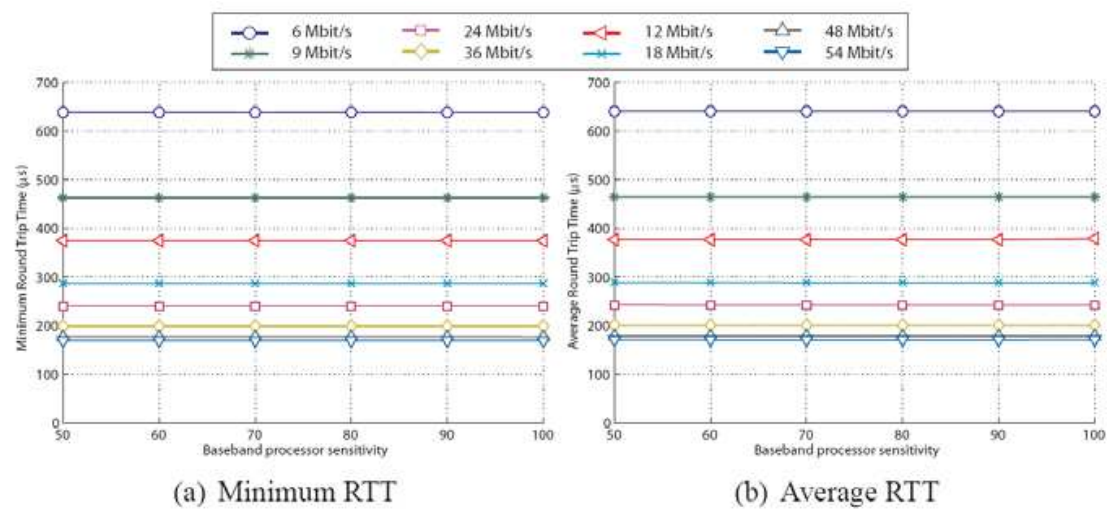 6 Mbit/s 24 Mbit/s 12 Mbit/s 48 Mbit/s
9 Mbit/s 36 Mbit/s 18 Mbit/s 54 Mbit/s
Minimum Round Trip Time (µs)
700
600
500
400
300
200
100
0
50 60 70 80 90 100
Baseband processor sensitivity
(a) Minimum RTT
Average Round Trip Time (µs)
700
600
500
400
300
200
100
0
50 60 70 80 90 100
Baseband processor sensitivity
(b) Average RTT